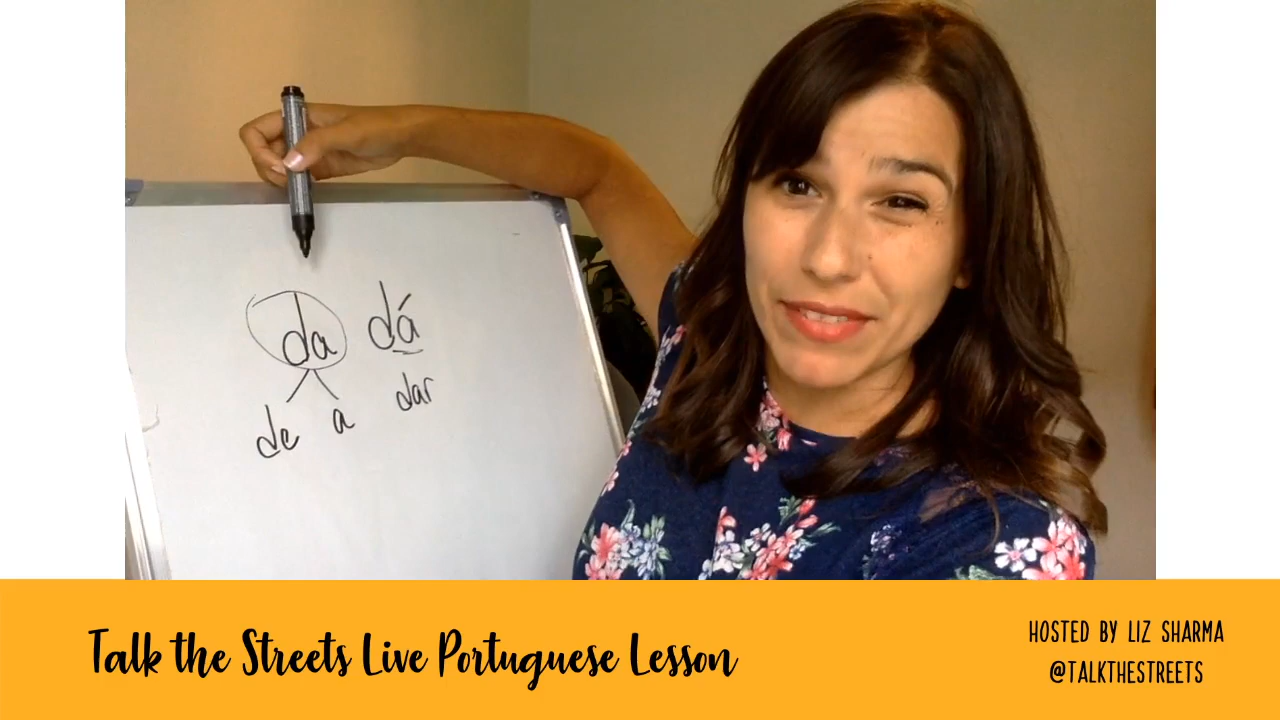 da dá
de a dar
Talk the Streets Live Portuguese Lesson
HOSTED BY LIZ SHARMA
@TALKTHESTREETS